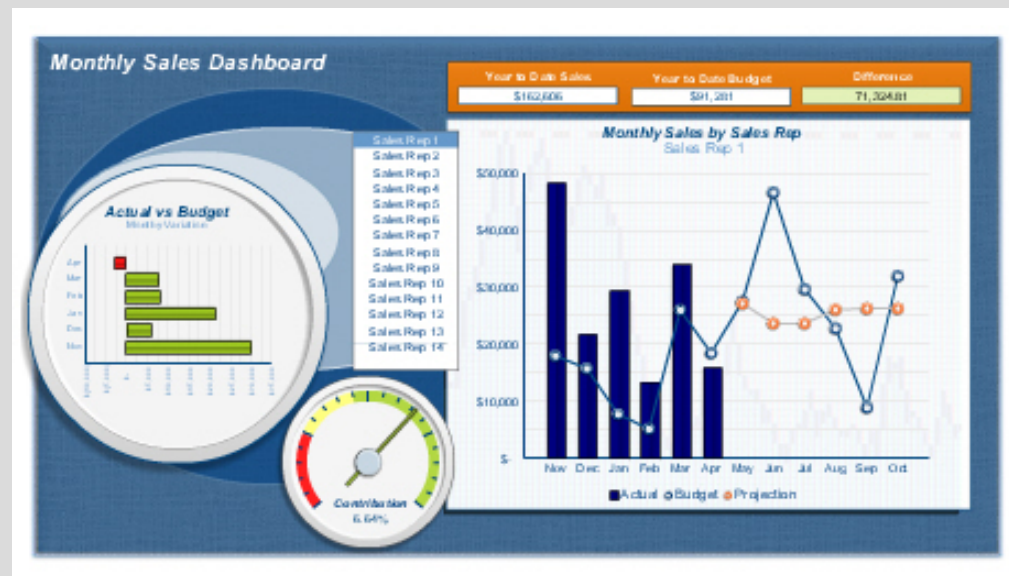 Monthly Sales Dashboard
Year to Date Sales
Year to Date Budget
Difference
$162,606
$91,281
71,324.81
Sales Rep 1
Sales Rep 2
Sales Rep 3
Sales Rep 4
Sales Rep 5
Sales Rep 6
Sales Rep 7
Sales Rep 8
Sales Rep 9
Sales Rep 10
Sales Rep 11
Sales Rep 12
Sales Rep 13
Sales Rep 14
Actual vs Budget
Monthly Variation
Apr
Mar
Feb
Jan
Dec
Nov
Contribution
6.64%
Monthly Sales by Sales Rep
Sales Rep 1
$50,000
$40,000
$30,000
$20,000
$10,000
$-
Nov Dec Jan Feb Mar Apr May Jun Jul Aug Sep Oct
Actual Budget Projection